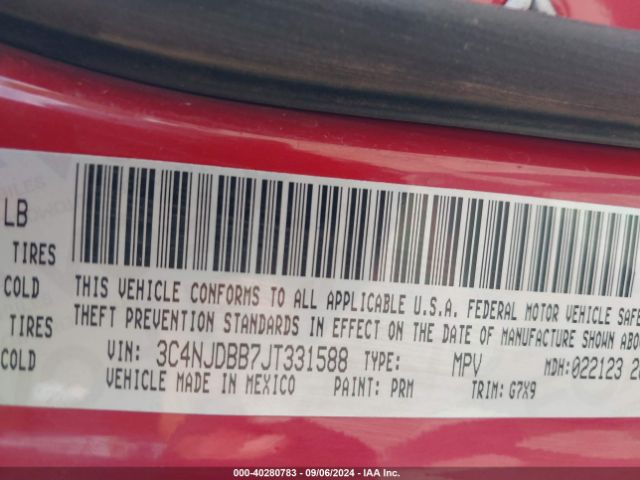 LB
TIRES
COLD
TIRES
COLD
THIS VEHICLE CONFORMS TO ALL APPLICABLE U.S.A. FEDERAL MOTOR VEHICLE SAFE
THEFT PREVENTION STANDARDS IN EFFECT ON THE DATE OF MANUFACTURE SHOWN ABO
VIN: 3C4NJDBB7JT331588 TYPE: MPV MDH:022123
VEHICLE MADE IN MEXICO PAINT: PRM TRIM: G7X9
000-40280783 - 09/06/2024 - IAA Inc.